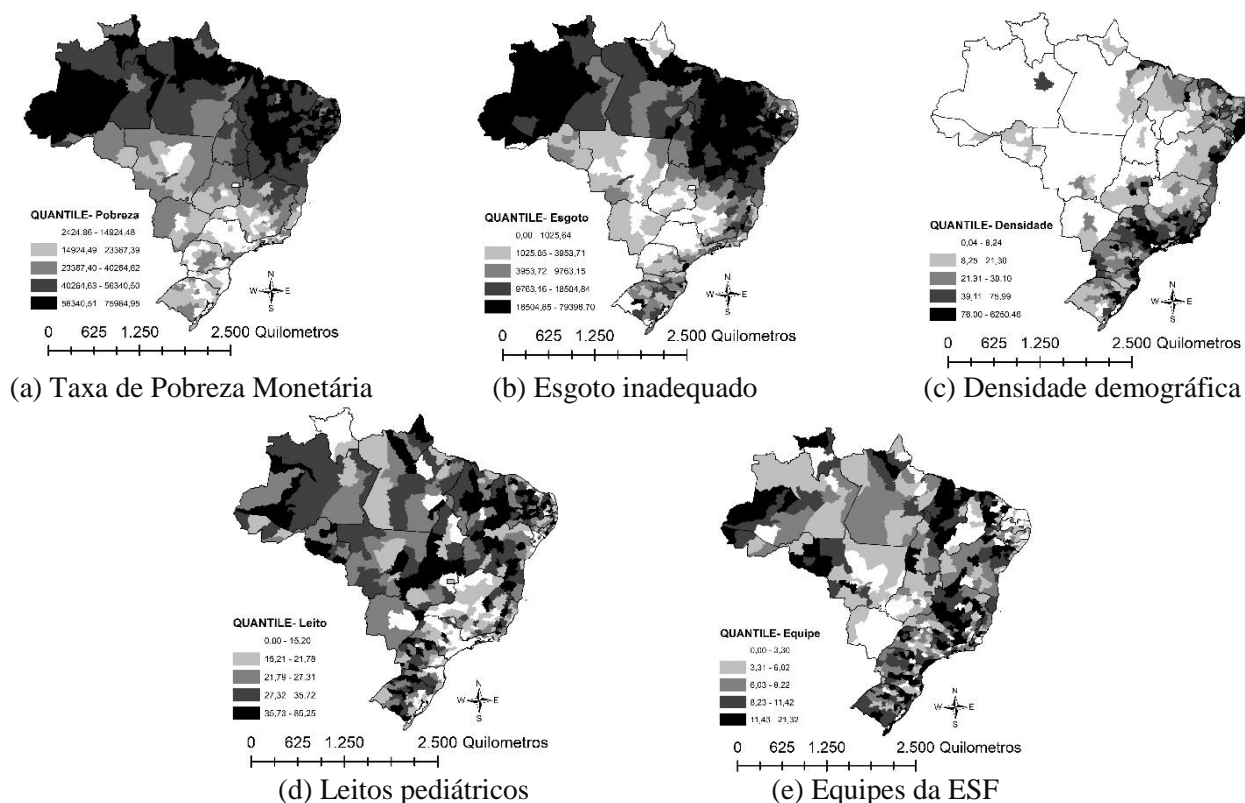 QUANTILE- Pobreza
2424,86 - 14924,48
14924,49 - 23387,39
23387,40 - 40264,62
40264,63 - 56340,50
56340,51 - 75964,95
N
W E
S
0 625 1.250 2.500 Quilometros
(a) Taxa de Pobreza Monetária
QUANTILE- Esgoto
0,00 - 1025,64
1025,65 - 3953,71
3953,72 - 9763,15
9763,16 - 18504,84
18504,85 - 79398,70
N
W E
S
0 625 1.250 2.500 Quilometros
(b) Esgoto inadequado
QUANTILE- Densidade
0,04 - 8,24
8,25 - 21,30
21,31 - 39,10
39,11 - 75,99
76,00 - 6250,46
N
W E
S
0 625 1.250 2.500 Quilometros
(c) Densidade demográfica
QUANTILE- Leito
0,00 - 15,20
15,21 - 21,78
21,79 - 27,31
27,32 - 35,72
35,73 - 85,25
N
W E
S
0 625 1.250 2.500 Quilometros
(d) Leitos pediátricos
QUANTILE- Equipe
0,00 - 3,30
3,31 - 6,02
6,03 - 8,22
8,23 - 11,42
11,43 - 21,32
N
W E
S
0 625 1.250 2.500 Quilometros
(e) Equipes da ESF